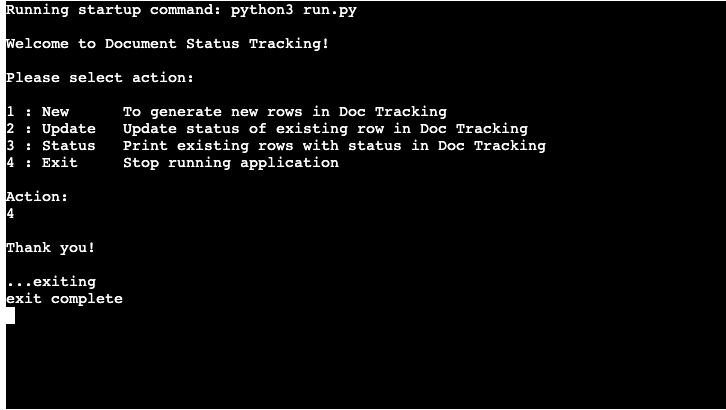 Running startup command: python3 run.py
Welcome to Document Status Tracking!
Please select action:
1 : New      To generate new rows in Doc Tracking
2 : Update   Update status of existing row in Doc Tracking
3 : Status   Print existing rows with status in Doc Tracking
4 : Exit     Stop running application
Action:
4
Thank you!
...exiting
exit complete